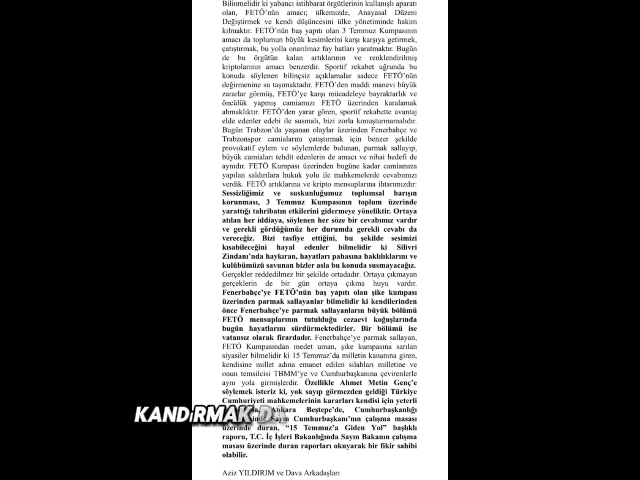 Bilinmelidir ki yabancı istihbarat örgütlerinin kullanışlı aparatı
olan, FETÖ'nün amacı; ülkemizde, Anayasal Düzeni
Değiştirmek ve kendi düşüncesini ülke yönetiminde hakim
kılmaktır. FETÖ'nün baş yapıtı olan 3 Temmuz Kumpasının
amacı da toplumun büyük kesimlerini karşı karşıya getirmek,
çatıştırmak, bu yolla onarılmaz fay hatları yaratmaktır. Bugün
de bu örgütün kalan artıklarının ve renklendirilmiş
kriptolarının amacı benzerdir. Sportif rekabet uğrunda bu
konuda söylenen bilinçsiz açıklamalar sadece FETÖ'nün
değirmenine su taşımaktadır. FETÖ'den maddi manevi büyük
zararlar görmüş, FETÖ'ye karşı mücadeleye bayraktarlık ve
öncülük yapmış camiamızı FETÖ üzerinden karalamak
ahmaklıktır. FETÖ'den yarar gören, sportif rekabette avantaj
elde edenler edebi ile susmalı, bizi zorla konuşturmamalıdır.
Bugün Trabzon'da yaşanan olaylar üzerinden Fenerbahçe ve
Trabzonspor camialarını çatıştırmak için benzer şekilde
provokatif eylem ve söylemlerde bulunan, parmak sallayıp,
büyük camiaları tehdit edenlerin de amacı ve nihai hedefi de
aynıdır. FETÖ Kumpası üzerinden bugüne kadar camiamıza
yapılan saldırılara hukuk yolu ile mahkemelerde cevabımızı
verdik. FETÖ artıklarına ve kripto mensuplarına ihtarımızdır:
Sessizliğimiz ve suskunluğumuz toplumsal barışın
korunması, 3 Temmuz Kumpasının toplum üzerinde
yarattığı tahribatın etkilerini gidermeye yöneliktir. Ortaya
atılan her iddiaya, söylenen her söze bir cevabımız vardır
ve gerekli gördüğümüz her durumda gerekli cevabı da
vereceğiz. Bizi tasfiye ettiğini, bu şekilde sesimizi
kısabileceğini hayal edenler bilmelidir ki Silivri
Zindanı'nda haykıran, hayatları pahasına haklılıklarını ve
kulübümüzü savunan bizler asla bu konuda susmayacağız.
Gerçekler reddedilmez bir şekilde ortadadır. Ortaya çıkmayan
gerçeklerin de bir gün ortaya çıkma huyu vardır.
Fenerbahçe'ye FETÖ'nün baş yapıtı olan şike kumpası
üzerinden parmak sallayanlar bilmelidir ki kendilerinden
önce Fenerbahçe'ye parmak sallayanların büyük bölümü
FETÖ mensuplarının tutulduğu cezaevi koğuşlarında
bugün hayatlarını sürdürmektedirler. Bir bölümü ise
vatansız olarak firardadır. Fenerbahçe'ye parmak sallayan,
FETÖ Kumpasından medet uman, şike kumpasına sarılan
siyasiler bilmelidir ki 15 Temmuz'da milletin kananına giren,
kendisine millet adına emanet edilen silahları milletine ve
onun temsilcisi TBMM'ye ve Cumhurbaşkanına çevirenlerle
aynı yola girmişlerdir. Özellikle Ahmet Metin Genç'e
söylemek isteriz ki, yok sayıp görmezden geldiği Türkiye
Cumhuriyeti mahkemelerinin kararları kendisi için yeterli
Ankara Beştepe'de, Cumhurbaşkanlığı
Sayın Cumhurbaşkanı'nın çalışma masası
üzerinde duran, "15 Temmuz'a Giden Yol" başlıklı
raporu, T.C. İç İşleri Bakanlığında Sayın Bakanın çalışma
masası üzerinde duran raporları okuyarak bir fikir sahibi
olabilir.
KANDIRMAK DA
Aziz YILDIRIM ve Dava Arkadaşları